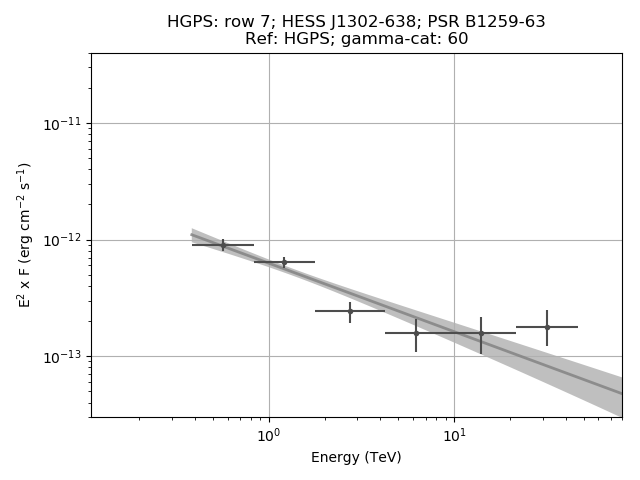 HGPS: row 7; HESS J1302-638; PSR B1259-63
Ref: HGPS; gamma-cat: 60
E² x F (erg cm⁻² s⁻¹)
10⁻¹¹
10⁻¹²
10⁻¹³
10⁰ 10¹
Energy (TeV)